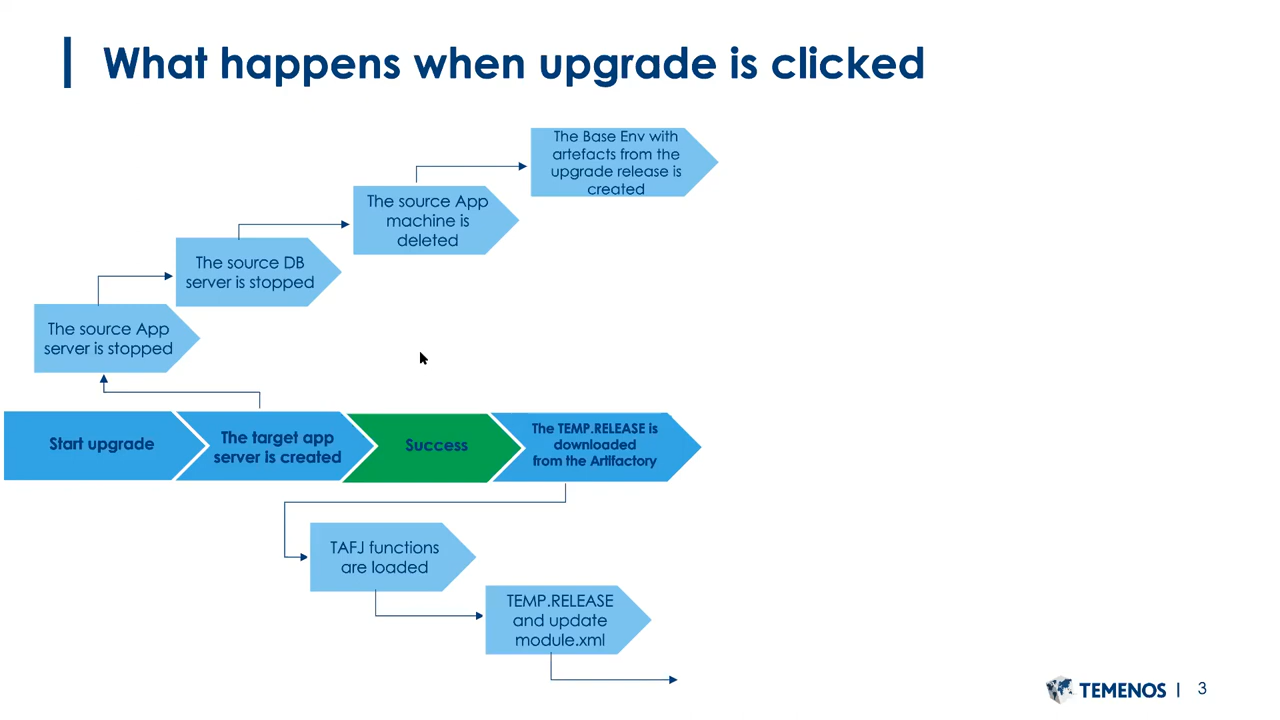 What happens when upgrade is clicked
The Base Env with
artefacts from the
upgrade release is
created
The source App
machine is
deleted
The source DB
server is stopped
The source App
server is stopped
Start upgrade
The target app
server is created
Success
The TEMP.RELEASE is
downloaded
from the Artifactory
TAFJ functions
are loaded
TEMP.RELEASE
and update
module.xml
TEMENOS | 3